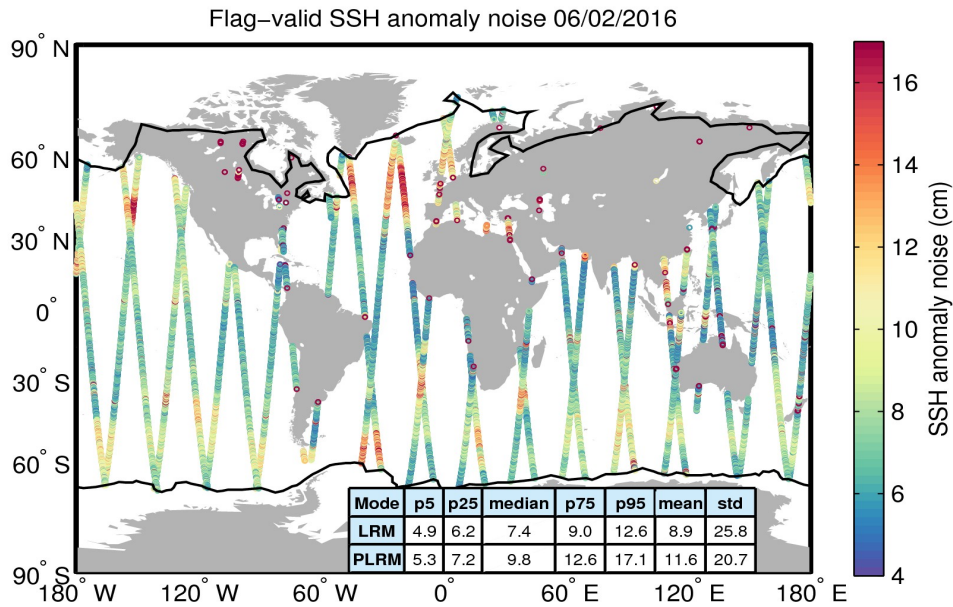 Flag−valid SSH anomaly noise 06/02/2016
90° N
60° N
30° N
0°
30° S
60° S
90° S
180° W
120° W
60° W
0°
60° E
120° E
180° E
16
14
12
10
8
6
4
SSH anomaly noise (cm)
Mode p5 p25 median p75 p95 mean std
LRM 4.9 6.2 7.4 9.0 12.6 8.9 25.8
PLRM 5.3 7.2 9.8 12.6 17.1 11.6 20.7